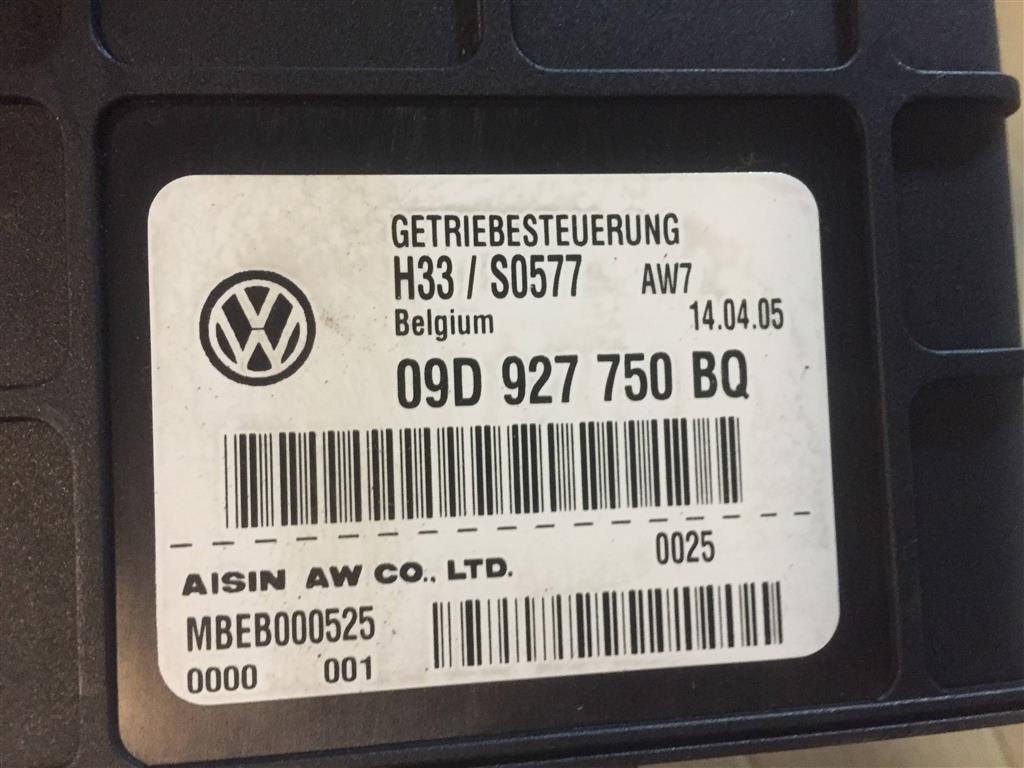 GETRIEBESTEUERUNG
H33 / S0577 AW7
Belgium 14.04.05
09D 927 750 BQ
0025
AISIN AW CO., LTD.
MBEB000525
0000 001